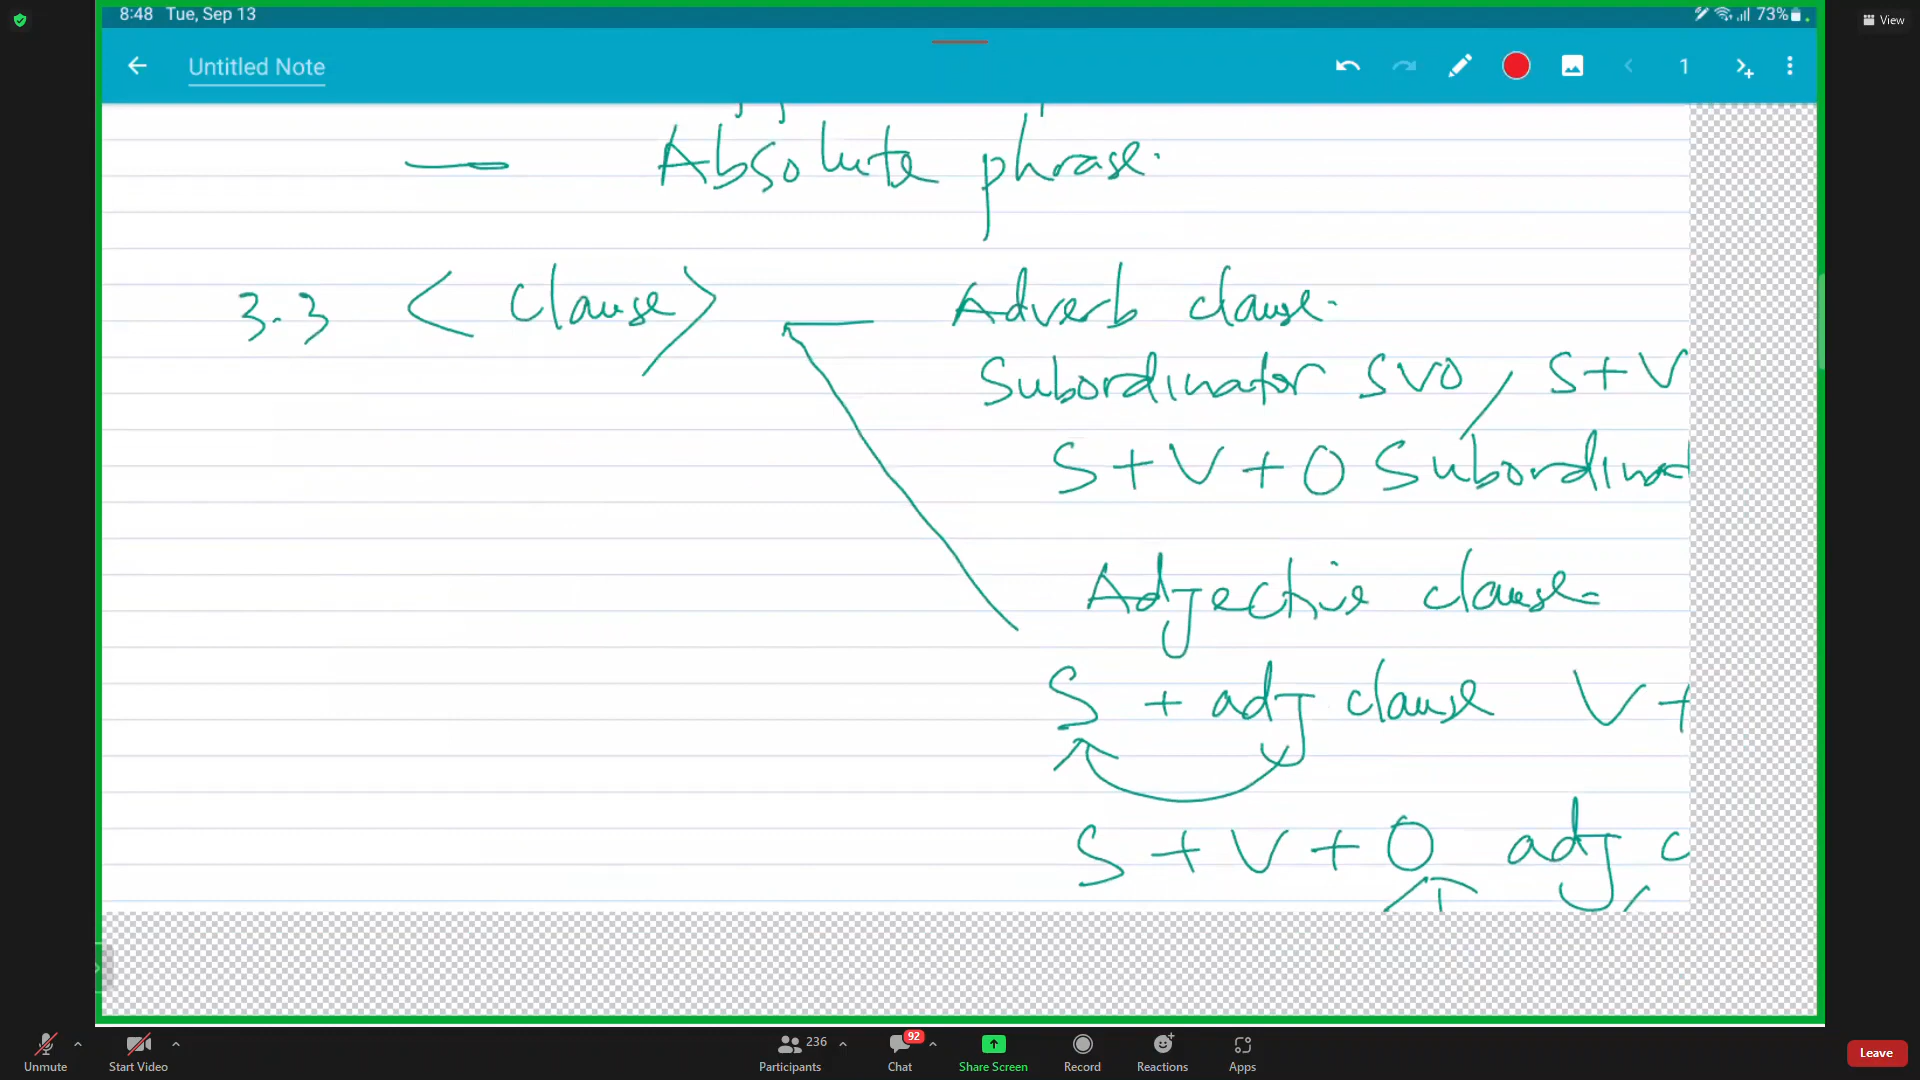 8:48 Tue, Sep 13
73%
View
Untitled Note
1
Absolute phrase.
3.3 < Clause > Adverb clause.
Subordinator SVO, S+V
S+V+O Subordina
Adjective clause
S + adj clause V+
S+V+O adj c
236
92
Unmute Start Video Participants Chat Share Screen Record Reactions Apps Leave